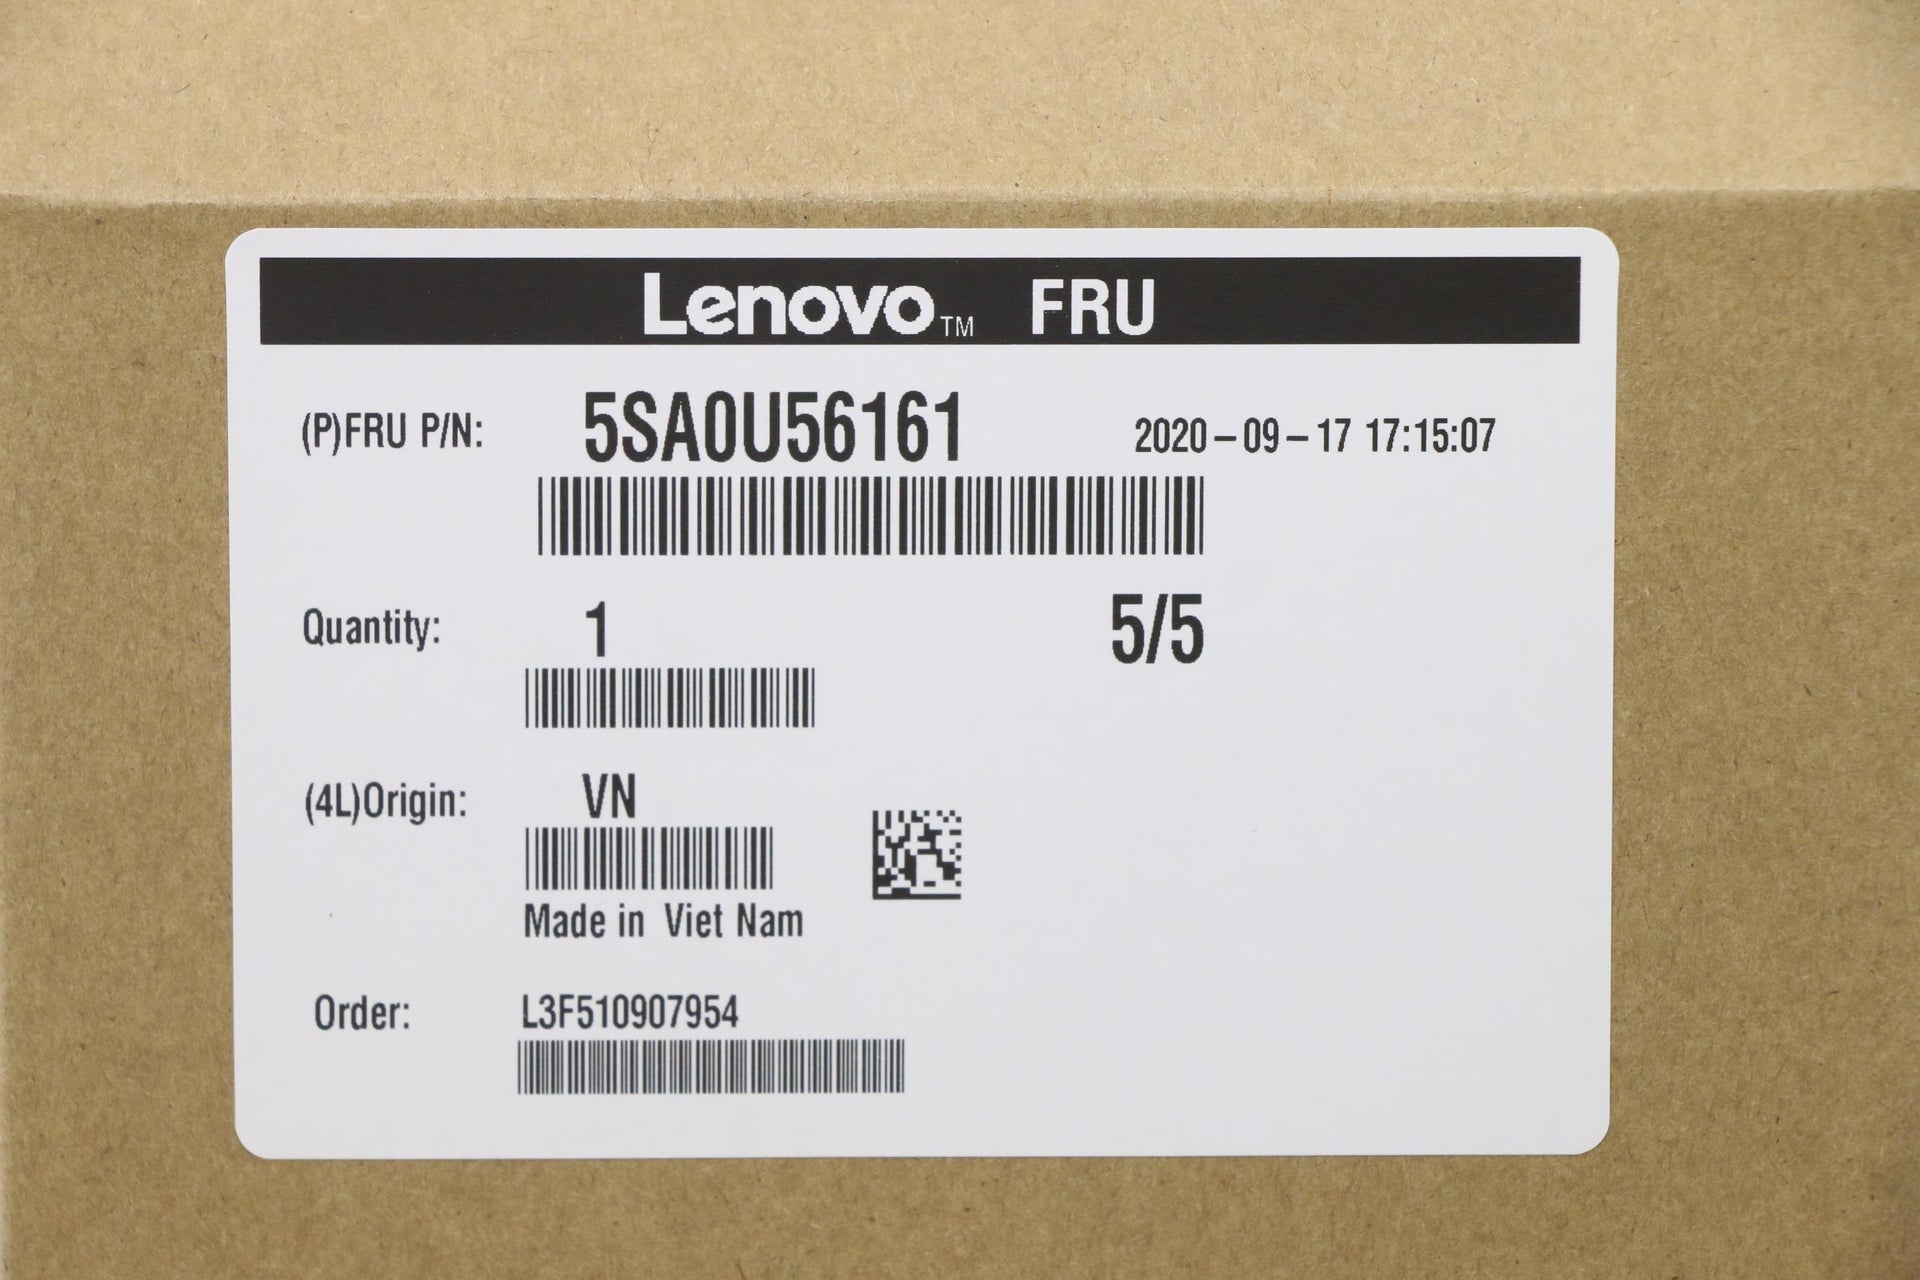 Lenovo™ FRU
(P)FRU P/N: 5SA0U56161 2020-09-17 17:15:07
Quantity: 1 5/5
(4L)Origin: VN
Made in Viet Nam
Order: L3F510907954